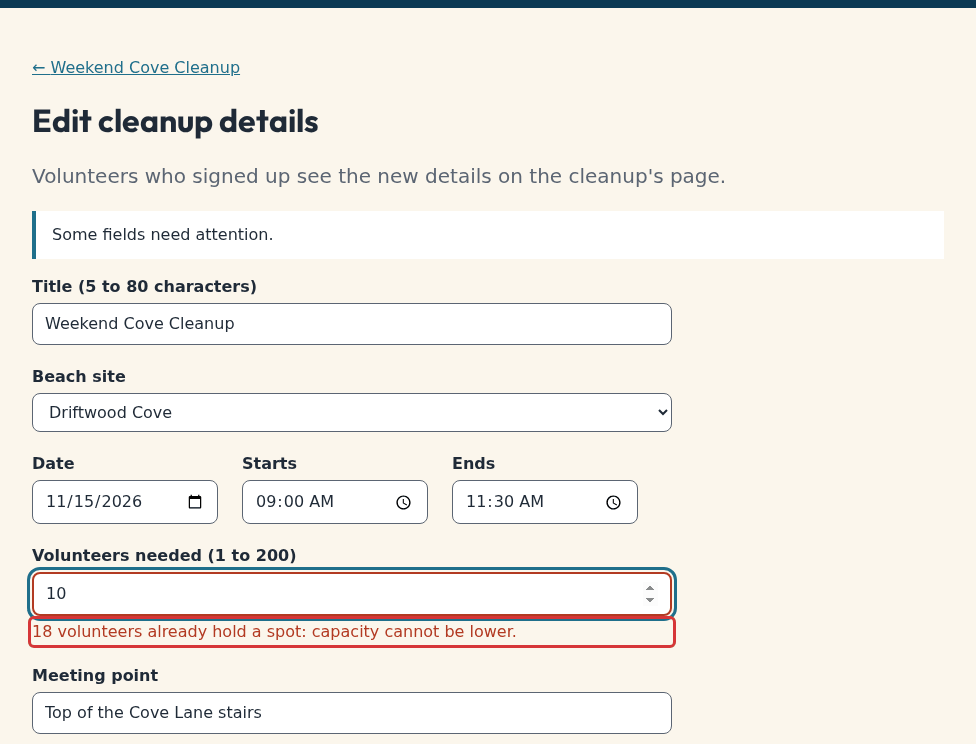 ← Weekend Cove Cleanup
Edit cleanup details
Volunteers who signed up see the new details on the cleanup's page.
Some fields need attention.
Title (5 to 80 characters)
Weekend Cove Cleanup
Beach site
Driftwood Cove
Date Starts Ends
11/15/2026 09:00 AM 11:30 AM
Volunteers needed (1 to 200)
10
18 volunteers already hold a spot: capacity cannot be lower.
Meeting point
Top of the Cove Lane stairs